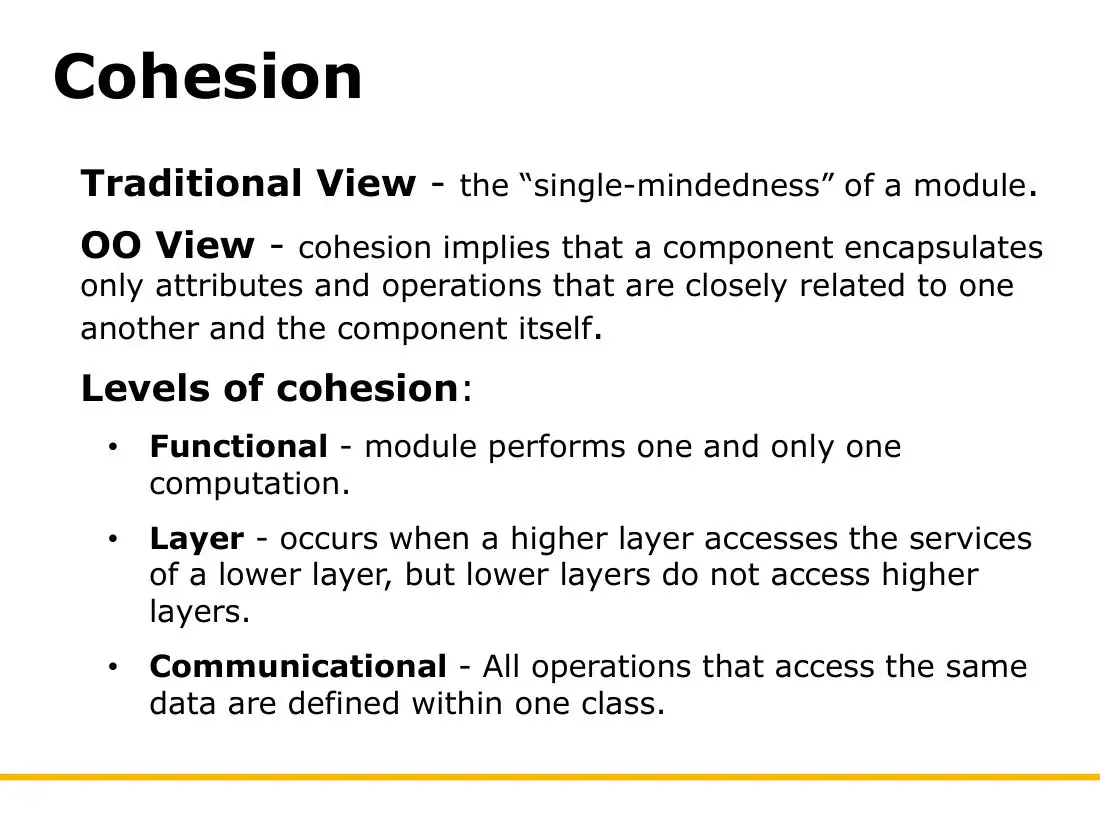 Cohesion
Traditional View - the “single-mindedness” of a module.
OO View - cohesion implies that a component encapsulates
only attributes and operations that are closely related to one
another and the component itself.
Levels of cohesion:
• Functional - module performs one and only one
computation.
• Layer - occurs when a higher layer accesses the services
of a lower layer, but lower layers do not access higher
layers.
• Communicational - All operations that access the same
data are defined within one class.